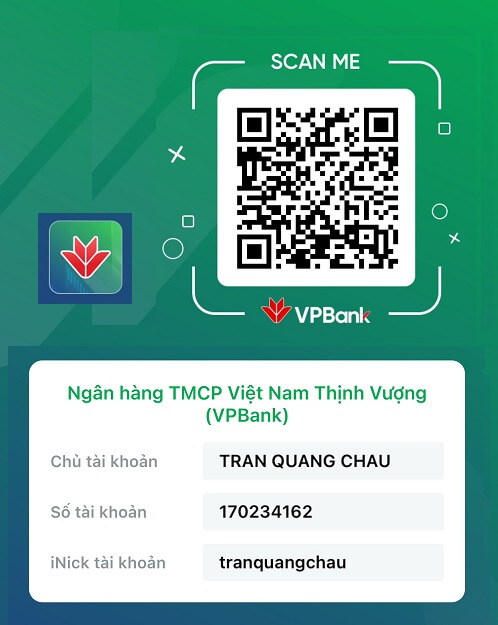 SCAN ME
VPBank
Ngân hàng TMCP Việt Nam Thịnh Vượng
(VPBank)
Chủ tài khoản TRAN QUANG CHAU
Số tài khoản 170234162
iNick tài khoản tranquangchau